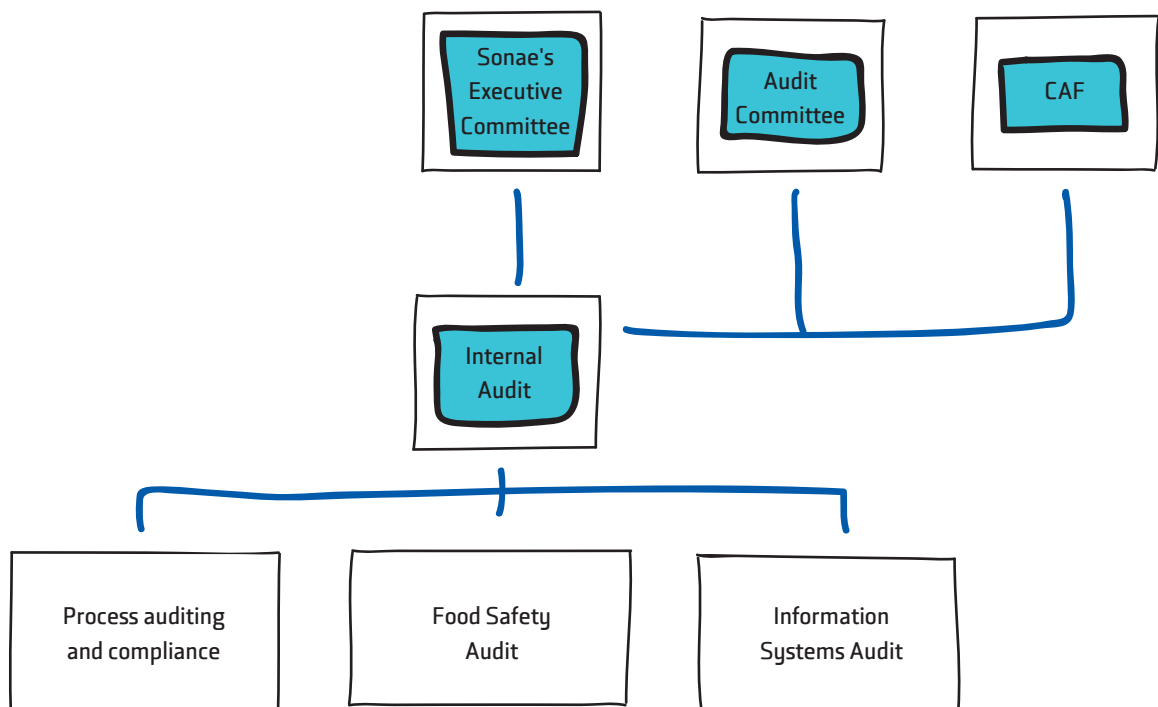 Sonae's
Executive
Committee
Audit
Committee
CAF
Internal
Audit
Process auditing
and compliance
Food Safety
Audit
Information
Systems Audit